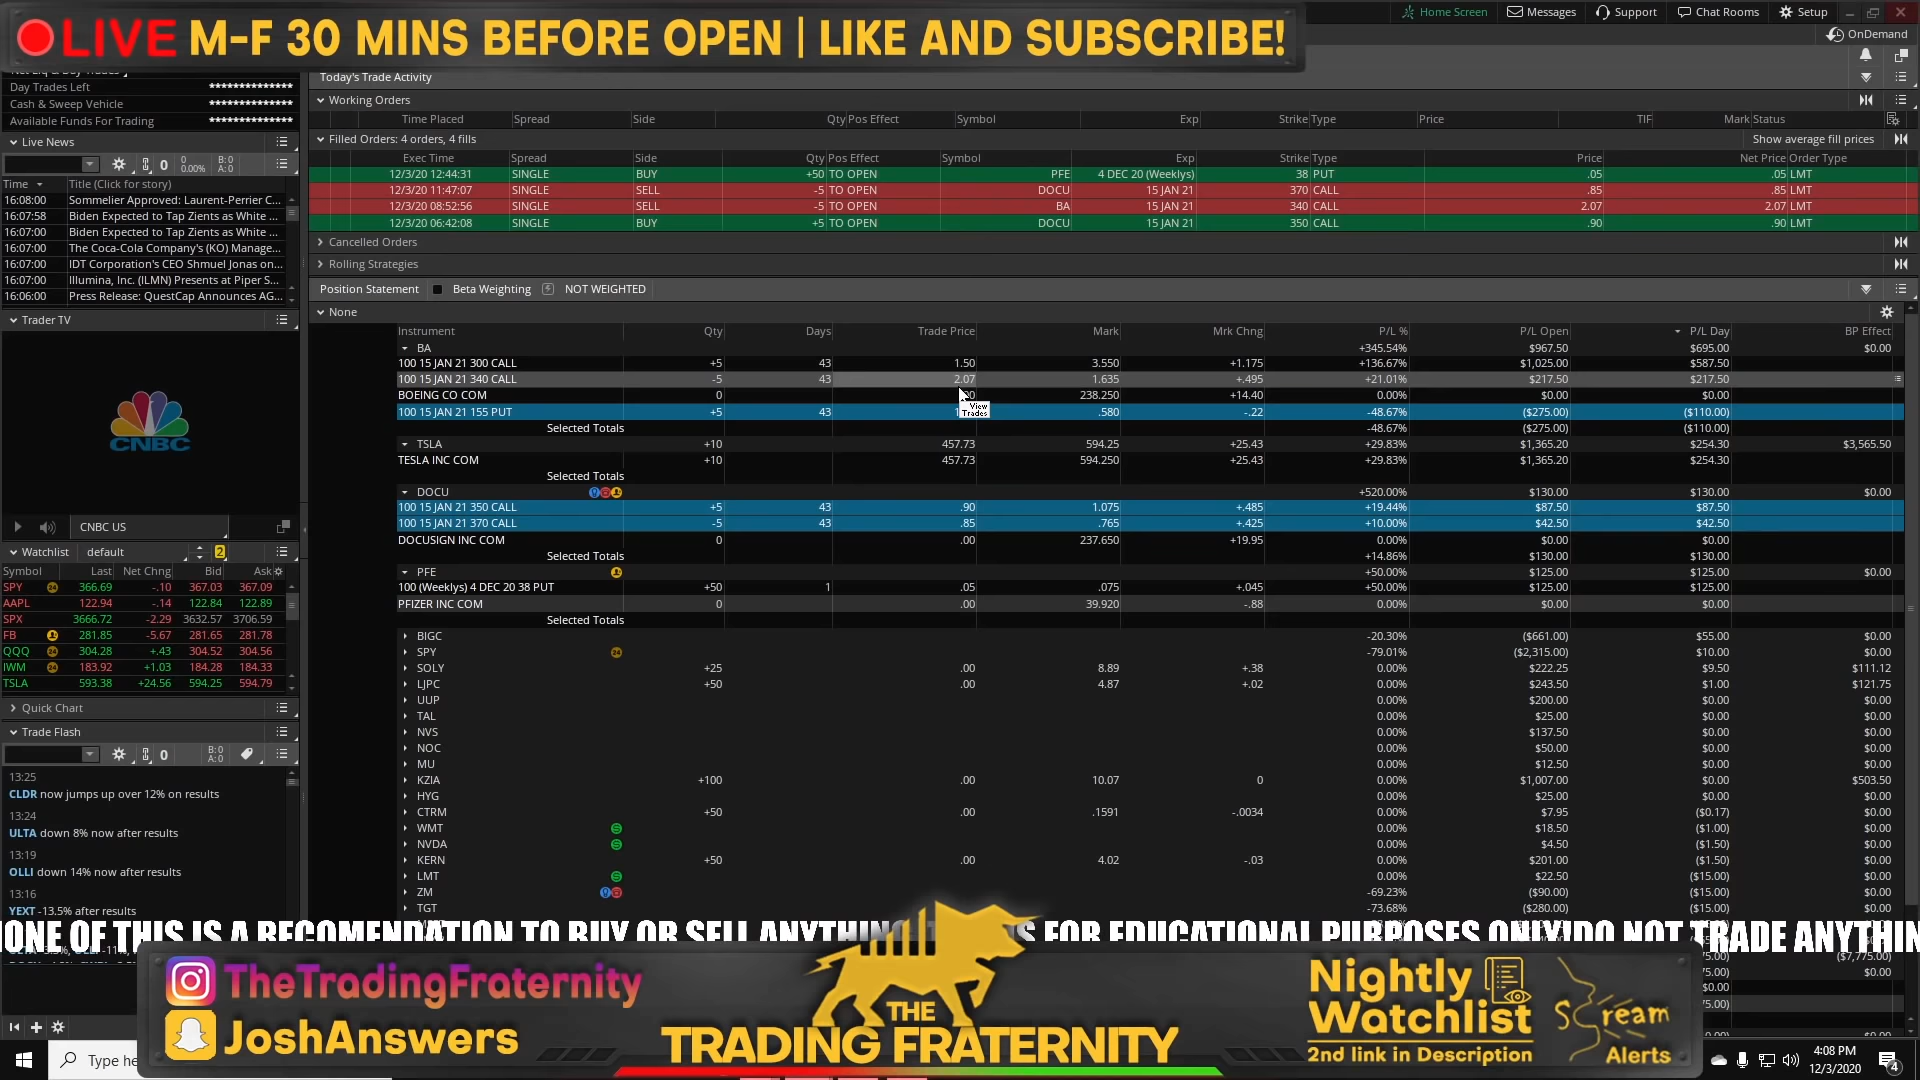 LIVE M-F 30 MINS BEFORE OPEN | LIKE AND SUBSCRIBE!
Home Screen Messages Support Chat Rooms Setup
OnDemand
Day Trades Left **************
Cash & Sweep Vehicle **************
Available Funds For Trading **************
Live News
0 0 0.00% B: 0 A: 0
Time Title (Click for story)
16:08:00 Sommelier Approved: Laurent-Perrier C...
16:07:58 Biden Expected to Tap Zients as White ...
16:07:00 Biden Expected to Tap Zients as White ...
16:07:00 The Coca-Cola Company's (KO) Manage...
16:07:00 IDT Corporation's CEO Shmuel Jonas on...
16:07:00 Illumina, Inc. (ILMN) Presents at Piper S...
16:06:00 Press Release: QuestCap Announces AG...
Trader TV
CNBC
CNBC US
Watchlist default 2
Symbol Last Net Chng Bid Ask
SPY 366.69 -.10 367.03 367.09
AAPL 122.94 -.14 122.84 122.89
SPX 3666.72 -2.29 3632.57 3706.59
FB 281.85 -5.67 281.65 281.78
QQQ 304.28 +.43 304.52 304.56
IWM 183.92 +1.03 184.28 184.33
TSLA 593.38 +24.56 594.25 594.79
Quick Chart
Trade Flash
0 B: 0 A: 0
13:25
CLDR now jumps up over 12% on results
13:24
ULTA down 8% now after results
13:19
OLLI down 14% now after results
13:16
YEXT -13.5% after results
Today's Trade Activity
Working Orders
Time Placed Spread Side Qty Pos Effect Symbol Exp Strike Type Price TIF Mark Status
Filled Orders: 4 orders, 4 fills Show average fill prices
Exec Time Spread Side Qty Pos Effect Symbol Exp Strike Type Price Net Price Order Type
12/3/20 12:44:31 SINGLE BUY +50 TO OPEN PFE 4 DEC 20 (Weeklys) 38 PUT .05 .05 LMT
12/3/20 11:47:07 SINGLE SELL -5 TO OPEN DOCU 15 JAN 21 370 CALL .85 .85 LMT
12/3/20 08:52:56 SINGLE SELL -5 TO OPEN BA 15 JAN 21 340 CALL 2.07 2.07 LMT
12/3/20 06:42:08 SINGLE BUY +5 TO OPEN DOCU 15 JAN 21 350 CALL .90 .90 LMT
Cancelled Orders
Rolling Strategies
Position Statement Beta Weighting NOT WEIGHTED
None
Instrument Qty Days Trade Price Mark Mrk Chng P/L % P/L Open P/L Day BP Effect
BA +345.54% $967.50 $695.00 $0.00
100 15 JAN 21 300 CALL +5 43 1.50 3.550 +1.175 +136.67% $1,025.00 $587.50
100 15 JAN 21 340 CALL -5 43 2.07 1.635 +.495 +21.01% $217.50 $217.50
BOEING CO COM 0 238.250 +14.40 0.00% $0.00 $0.00
View Trades
100 15 JAN 21 155 PUT +5 43 .580 -.22 -48.67% ($275.00) ($110.00)
Selected Totals -48.67% ($275.00) ($110.00)
TSLA +10 457.73 594.25 +25.43 +29.83% $1,365.20 $254.30 $3,565.50
TESLA INC COM +10 457.73 594.250 +25.43 +29.83% $1,365.20 $254.30
Selected Totals
DOCU +520.00% $130.00 $130.00 $0.00
100 15 JAN 21 350 CALL +5 43 .90 1.075 +.485 +19.44% $87.50 $87.50
100 15 JAN 21 370 CALL -5 43 .85 .765 +.425 +10.00% $42.50 $42.50
DOCUSIGN INC COM 0 .00 237.650 +19.95 0.00% $0.00 $0.00
Selected Totals +14.86% $130.00 $130.00
PFE +50.00% $125.00 $125.00 $0.00
100 (Weeklys) 4 DEC 20 38 PUT +50 1 .05 .075 +.045 +50.00% $125.00 $125.00
PFIZER INC COM 0 .00 39.920 -.88 0.00% $0.00 $0.00
Selected Totals
BIGC -20.30% ($661.00) $55.00 $0.00
SPY -79.01% ($2,315.00) $10.00 $0.00
SOLY +25 .00 8.89 +.38 0.00% $222.25 $9.50 $111.12
LJPC +50 .00 4.87 +.02 0.00% $243.50 $1.00 $121.75
UUP 0.00% $200.00 $0.00 $0.00
TAL 0.00% $25.00 $0.00 $0.00
NVS 0.00% $137.50 $0.00 $0.00
NOC 0.00% $50.00 $0.00 $0.00
MU 0.00% $12.50 $0.00 $0.00
KZIA +100 .00 10.07 0 0.00% $1,007.00 $0.00 $503.50
HYG 0.00% $25.00 $0.00 $0.00
CTRM +50 .00 .1591 -.0034 0.00% $7.95 ($0.17) $0.00
WMT 0.00% $18.50 ($1.00) $0.00
NVDA 0.00% $4.50 ($1.50) $0.00
KERN +50 .00 4.02 -.03 0.00% $201.00 ($1.50) $0.00
LMT 0.00% $22.50 ($15.00) $0.00
ZM -69.23% ($90.00) ($15.00) $0.00
TGT -73.68% ($280.00) ($15.00) $0.00
ONE OF THIS IS A RECOMENDATION TO BUY OR SELL ANYTHING S FOR EDUCATIONAL PURPOSES ONLY!DO NOT TRADE ANYTHIN
($7,775.00)
$0.00
$0.00
TheTradingFraternity
JoshAnswers
THE
TRADING FRATERNITY
Nightly
Watchlist
2nd link in Description
Scream
Alerts
Type he
4:08 PM
12/3/2020
4